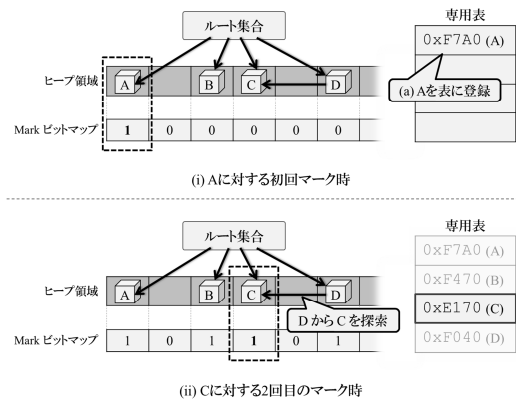 ルート集合
専用表
0xF7A0 (A)
ヒープ領域
A
B
C
D
(a) Aを表に登録
Mark ビットマップ
1
0
0
0
0
0
(i) Aに対する初回マーク時
ルート集合
専用表
0xF7A0 (A)
0xF470 (B)
0xE170 (C)
0xF040 (D)
ヒープ領域
A
B
C
D
D から C を探索
Mark ビットマップ
1
0
1
1
0
1
(ii) Cに対する2回目のマーク時